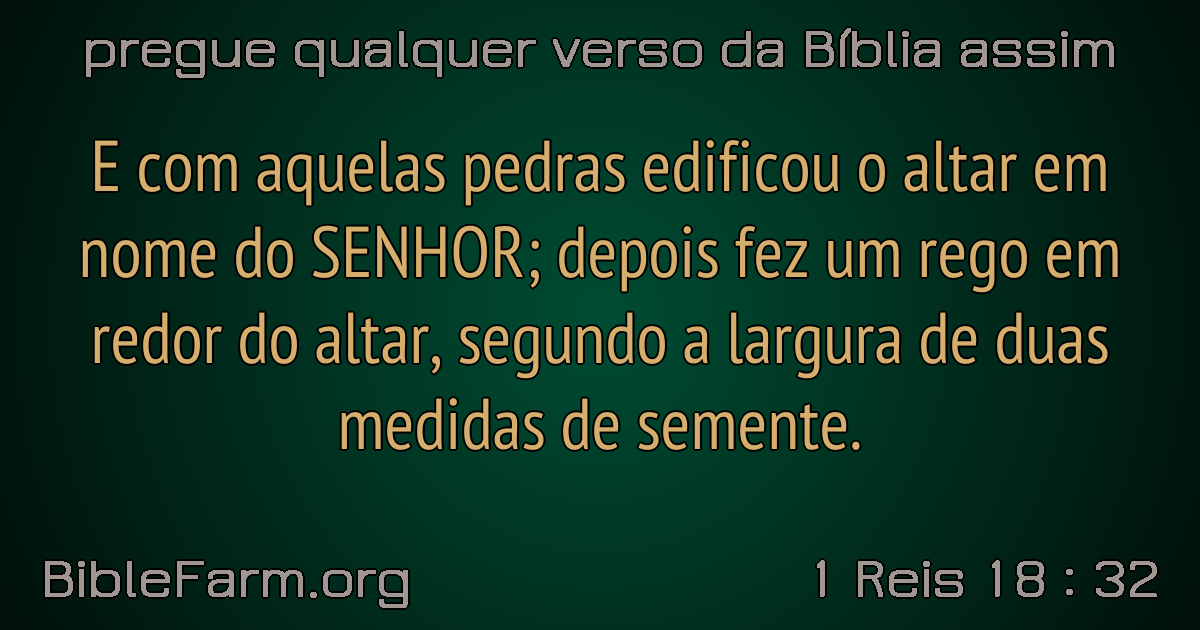 pregue qualquer verso da Bíblia assim
E com aquelas pedras edificou o altar em
nome do SENHOR; depois fez um rego em
redor do altar, segundo a largura de duas
medidas de semente.
BibleFarm.org
1 Reis 18 : 32